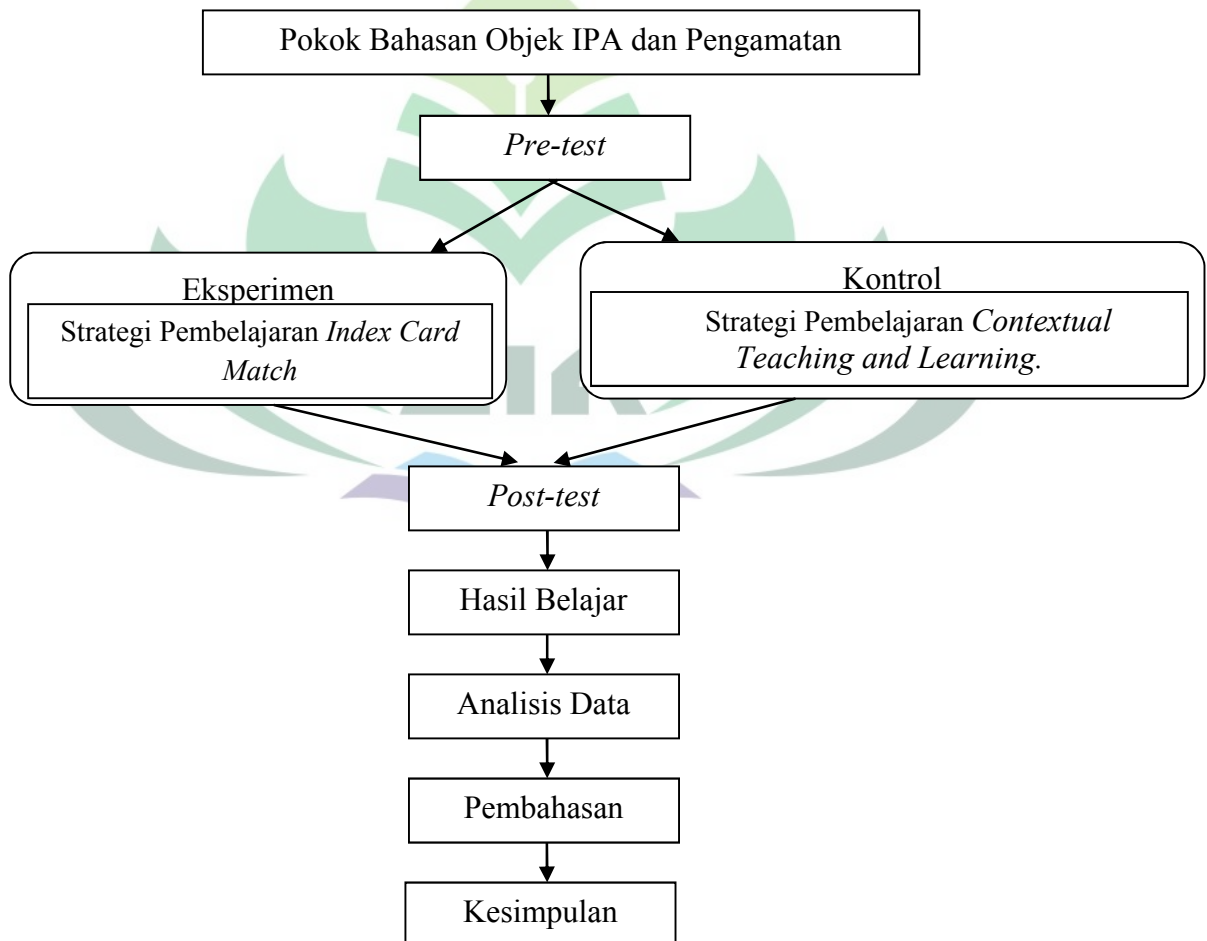 Pokok Bahasan Objek IPA dan Pengamatan
Pre-test
Eksperimen
Strategi Pembelajaran Index Card
Match
Kontrol
Strategi Pembelajaran Contextual
Teaching and Learning.
Post-test
Hasil Belajar
Analisis Data
Pembahasan
Kesimpulan